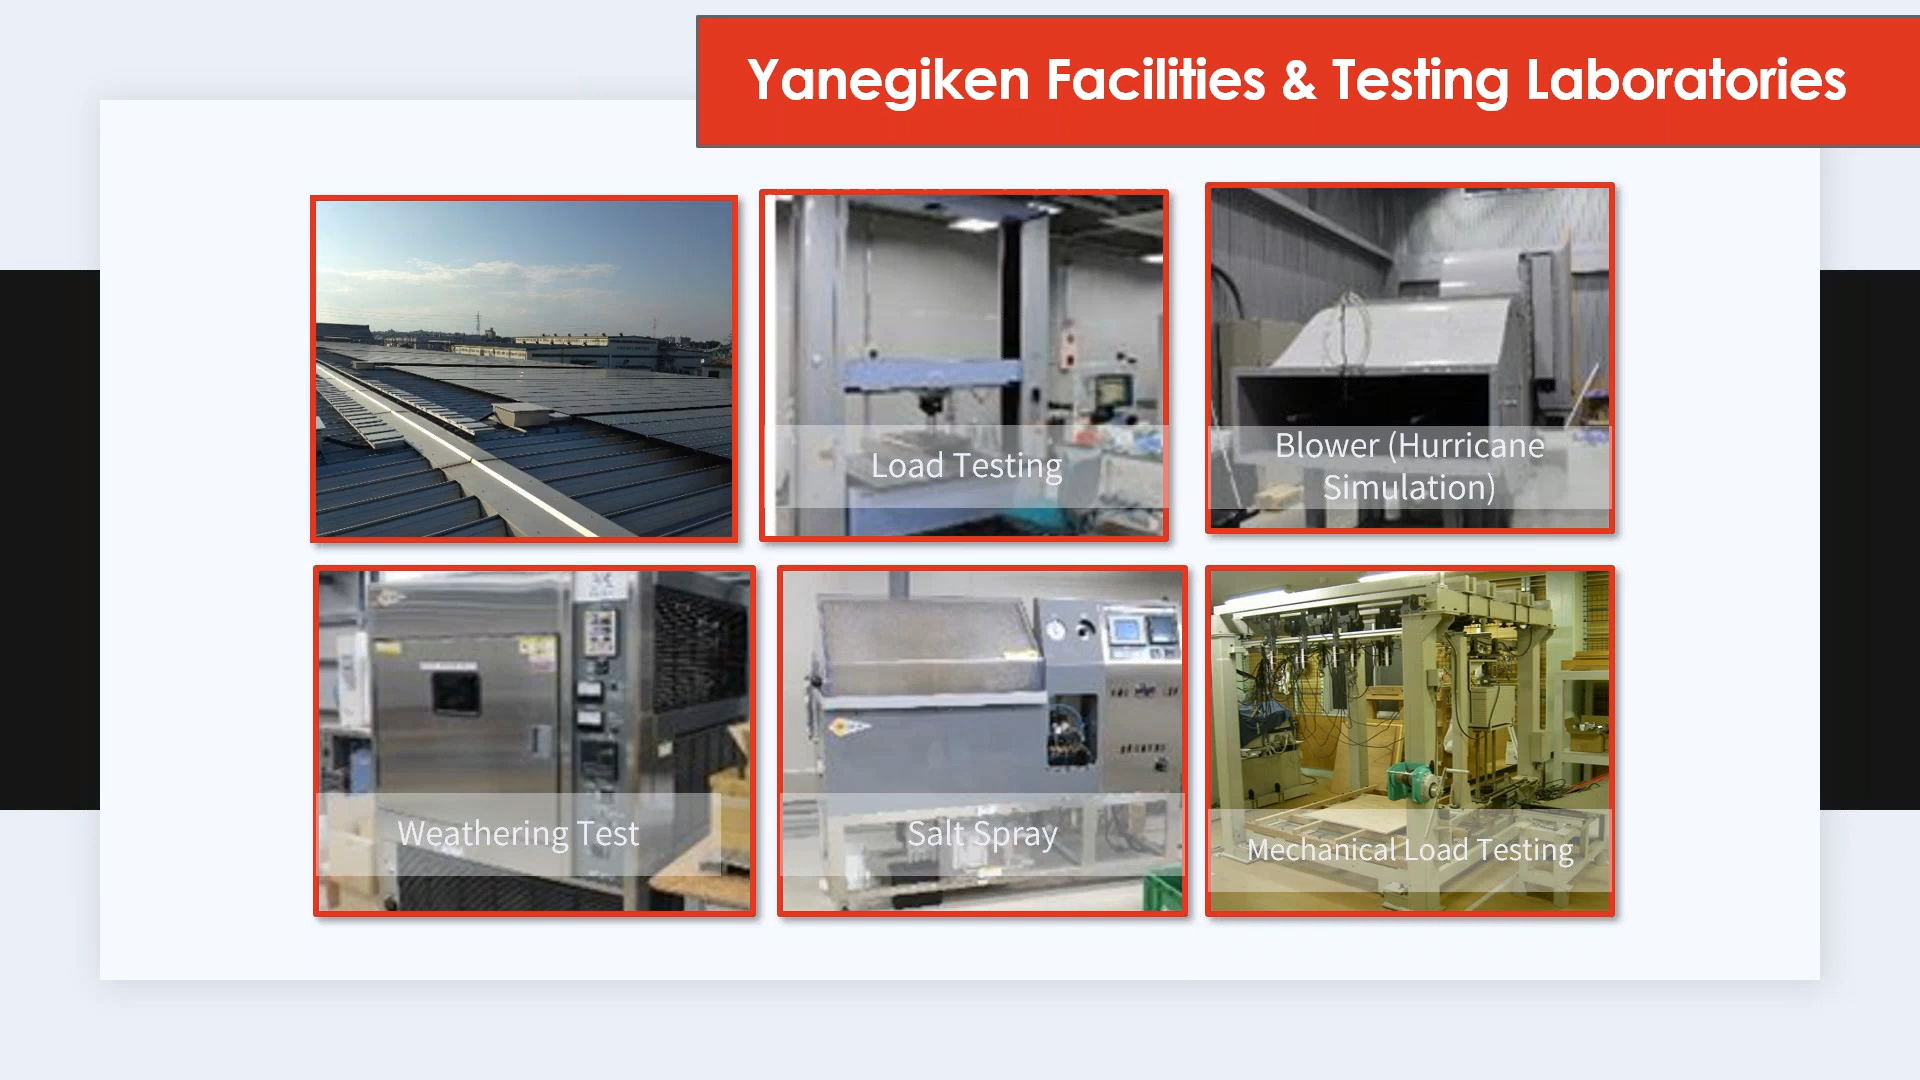 Yanegiken Facilities & Testing Laboratories
Load Testing
Blower (Hurricane
Simulation)
Weathering Test
Salt Spray
Mechanical Load Testing